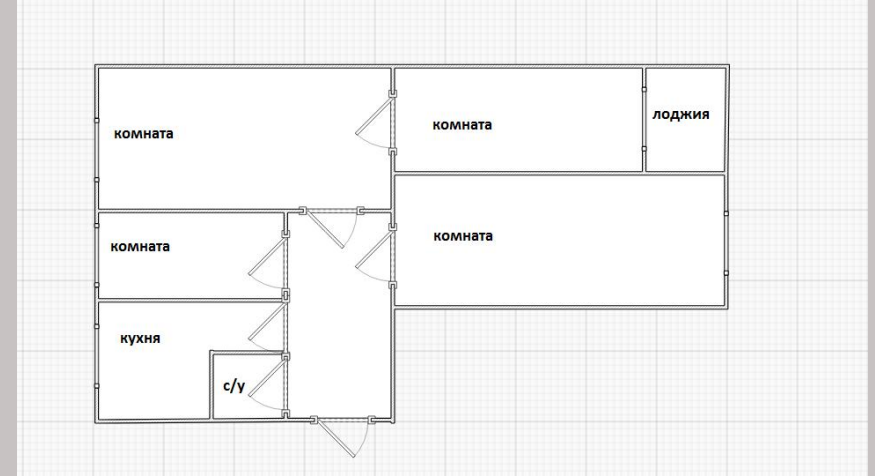 комната
комната
лоджия
комната
комната
кухня
с/у